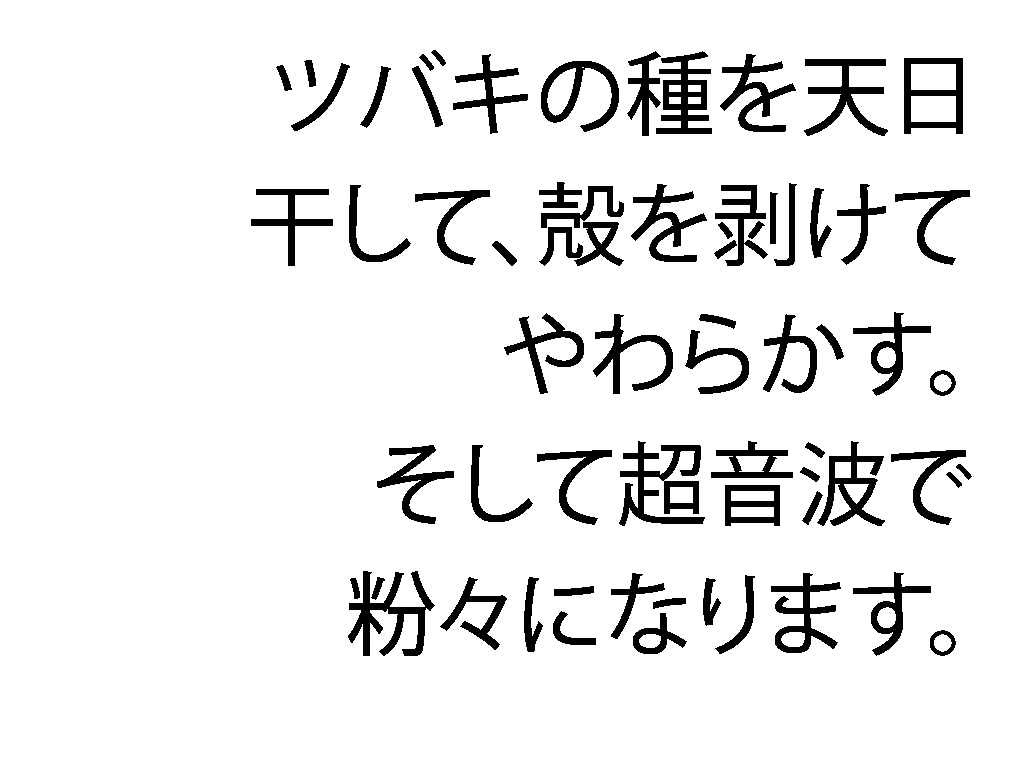 ツバキの種を天日
干して、殻を剥けて
やわらかす。
そして超音波で
粉々になります。